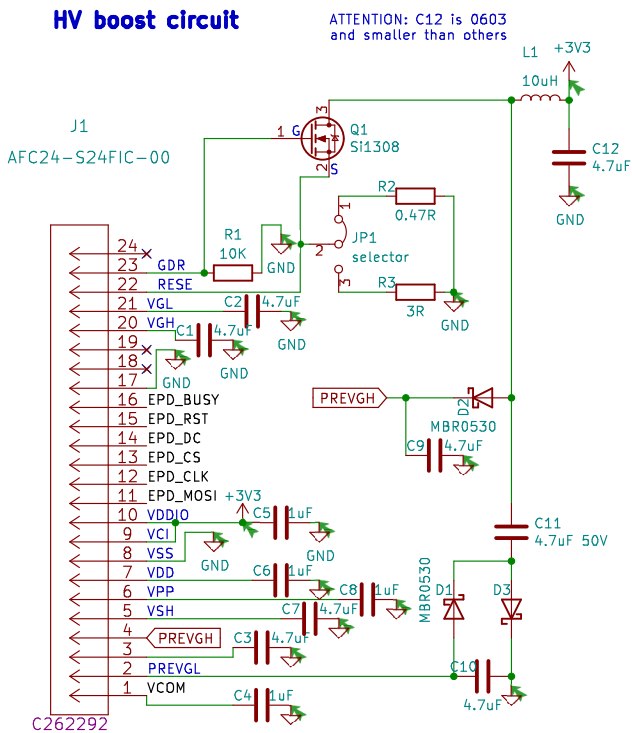 HV boost circuit
ATTENTION: C12 is 0603
and smaller than others
L1
+3V3
10uH
J1
AFC24-S24FIC-00
3
1
G
Q1
Si1308
2
S
C12
4.7uF
GND
R2
1
0.47R
R1
10K
GND
2
JP1
selector
3
R3
3R
GND
24
23
GDR
22
RESE
21
VGL
C2
4.7uF
GND
20
VGH
C1
4.7uF
GND
19
18
17
GND
16
EPD_BUSY
15
EPD_RST
14
EPD_DC
13
EPD_CS
12
EPD_CLK
11
EPD_MOSI
10
VDDIO
+3V3
C5
1uF
GND
9
VCI
8
VSS
GND
7
VDD
C6
1uF
GND
6
VPP
C8
1uF
5
VSH
C7
4.7uF
4
PREVGH
3
C3
4.7uF
2
PREVGL
1
VCOM
C4
1uF
C262292
PREVGH
D2
MBR0530
C9
4.7uF
C11
4.7uF 50V
MBR0530
D1
D3
C10
4.7uF